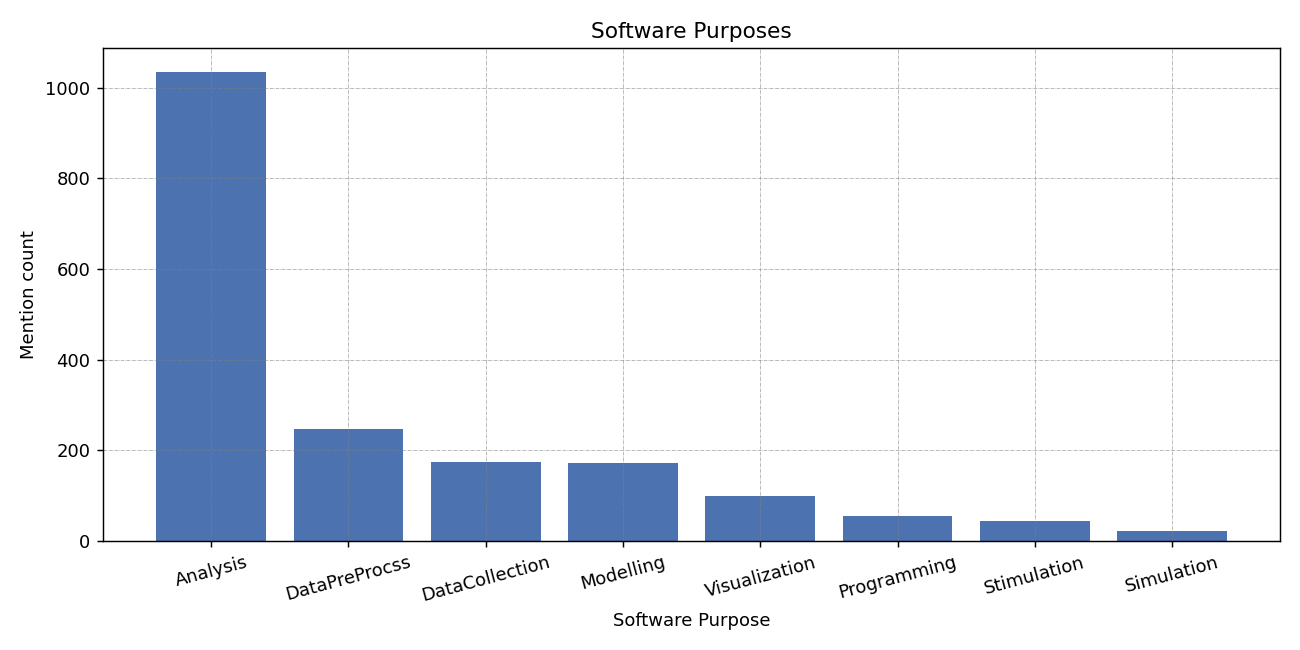 Software Purposes
1000
800
600
400
200
0
Mention count
Analysis
DataPreProcss
DataCollection
Modelling
Visualization
Programming
Stimulation
Simulation
Software Purpose